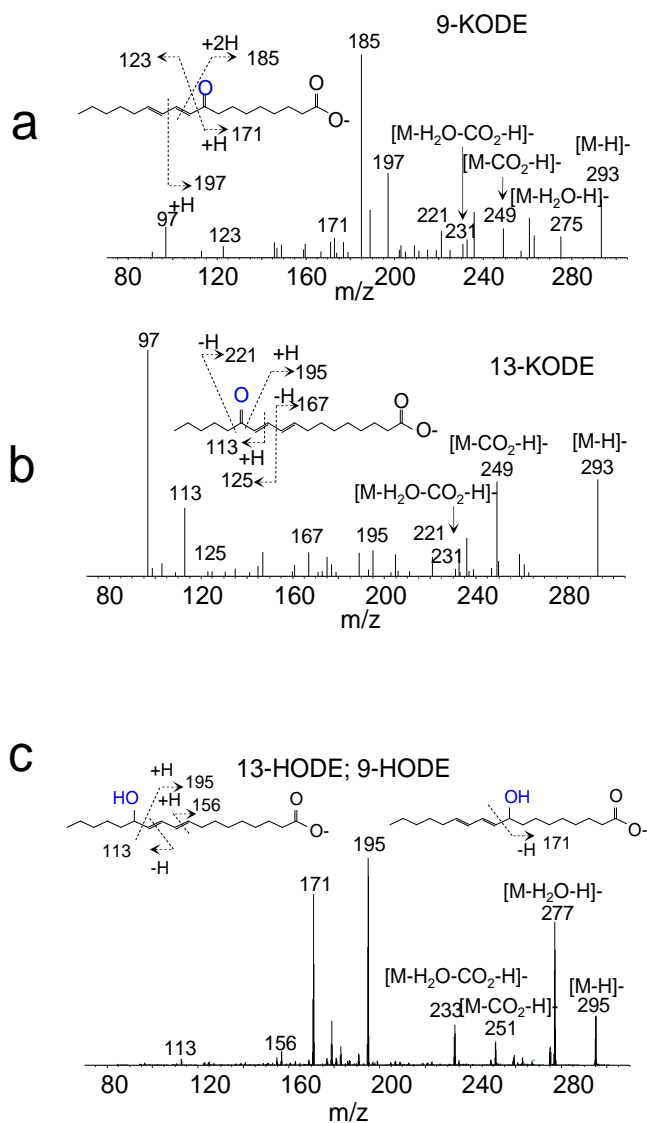 a
9-KODE
123
+2H
185
O
O
O-
+H
171
197
+H
185
[M-H2O-CO2-H]-
[M-CO2-H]-
[M-H]-
293
[M-H2O-H]-
97
123
171
197
221
231
249
275
80 120 160 200 240 280
m/z
b
13-KODE
97
-H
221
+H
195
O
-H
167
O
O-
113
+H
125
[M-CO2-H]-
249
[M-H]-
293
[M-H2O-CO2-H]-
113
125
167
195
221
231
80 120 160 200 240 280
m/z
c
13-HODE; 9-HODE
+H
195
HO
+H
156
O
O-
113
-H
OH
O
O-
-H
171
195
171
[M-H2O-H]-
277
[M-H2O-CO2-H]-
233
[M-CO2-H]-
251
[M-H]-
295
113
156
80 120 160 200 240 280
m/z